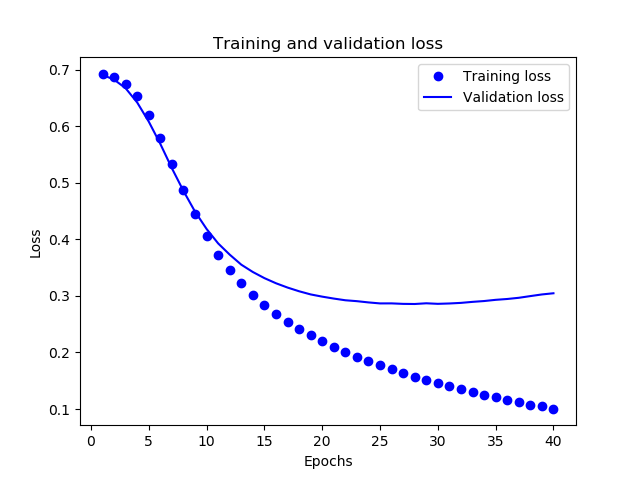 Training and validation loss
Training loss
Validation loss
0.7
0.6
0.5
0.4
0.3
0.2
0.1
Loss
0 5 10 15 20 25 30 35 40
Epochs